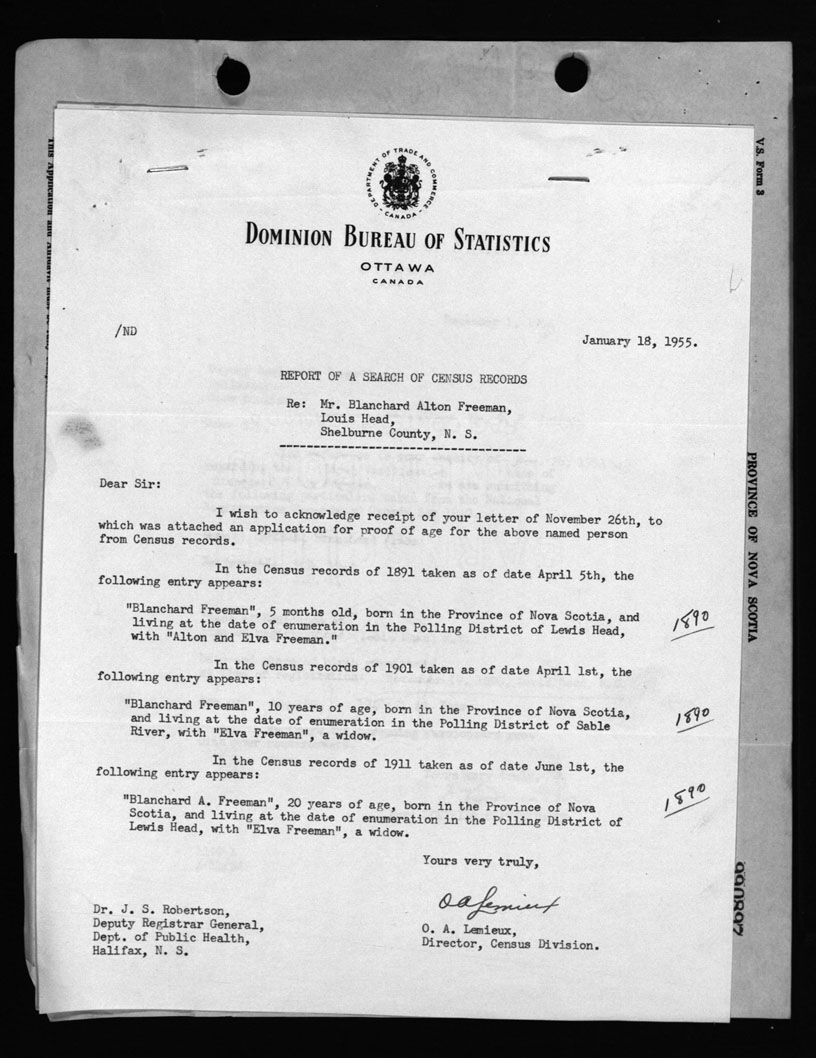 DEPARTMENT OF TRADE AND COMMERCE
- CANADA -
DOMINION BUREAU OF STATISTICS
OTTAWA
CANADA
V.S. Form 3
/ND
January 18, 1955.
REPORT OF A SEARCH OF CENSUS RECORDS
Re: Mr. Blanchard Alton Freeman,
Louis Head,
Shelburne County, N. S.
Dear Sir:
I wish to acknowledge receipt of your letter of November 26th, to
which was attached an application for proof of age for the above named person
from Census records.
In the Census records of 1891 taken as of date April 5th, the
following entry appears:
"Blanchard Freeman", 5 months old, born in the Province of Nova Scotia, and
living at the date of enumeration in the Polling District of Lewis Head,
with "Alton and Elva Freeman."
1890
In the Census records of 1901 taken as of date April 1st, the
following entry appears:
"Blanchard Freeman", 10 years of age, born in the Province of Nova Scotia,
and living at the date of enumeration in the Polling District of Sable
River, with "Elva Freeman", a widow.
1890
In the Census records of 1911 taken as of date June 1st, the
following entry appears:
"Blanchard A. Freeman", 20 years of age, born in the Province of Nova
Scotia, and living at the date of enumeration in the Polling District of
Lewis Head, with "Elva Freeman", a widow.
1890
Yours very truly,
O A Lemieux
O. A. Lemieux,
Director, Census Division.
Dr. J. S. Robertson,
Deputy Registrar General,
Dept. of Public Health,
Halifax, N. S.
PROVINCE OF NOVA SCOTIA